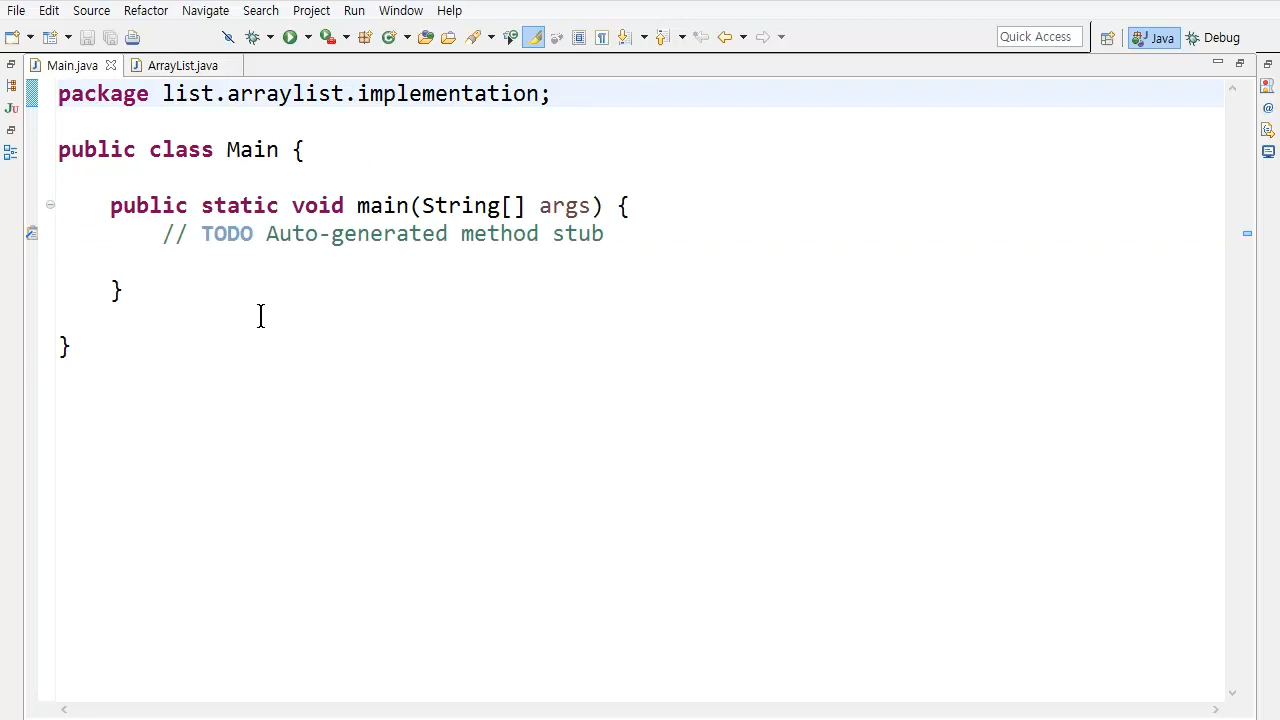 File Edit Source Refactor Navigate Search Project Run Window Help
Quick Access Java Debug
Main.java ArrayList.java
package list.arraylist.implementation;
public class Main {
public static void main(String[] args) {
// TODO Auto-generated method stub
}
}